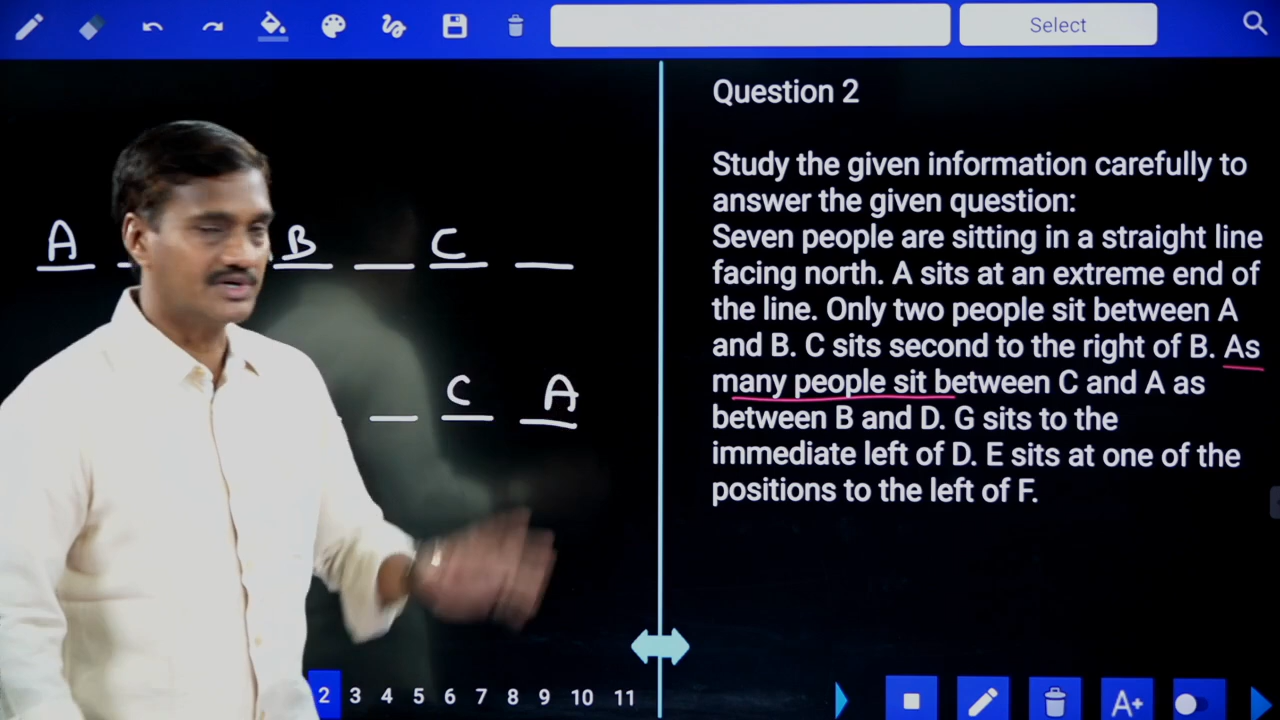 Select
Question 2
Study the given information carefully to
answer the given question:
Seven people are sitting in a straight line
facing north. A sits at an extreme end of
the line. Only two people sit between A
and B. C sits second to the right of B. As
many people sit between C and A as
between B and D. G sits to the
immediate left of D. E sits at one of the
positions to the left of F.
A B C
C A
2 3 4 5 6 7 8 9 10 11
A+